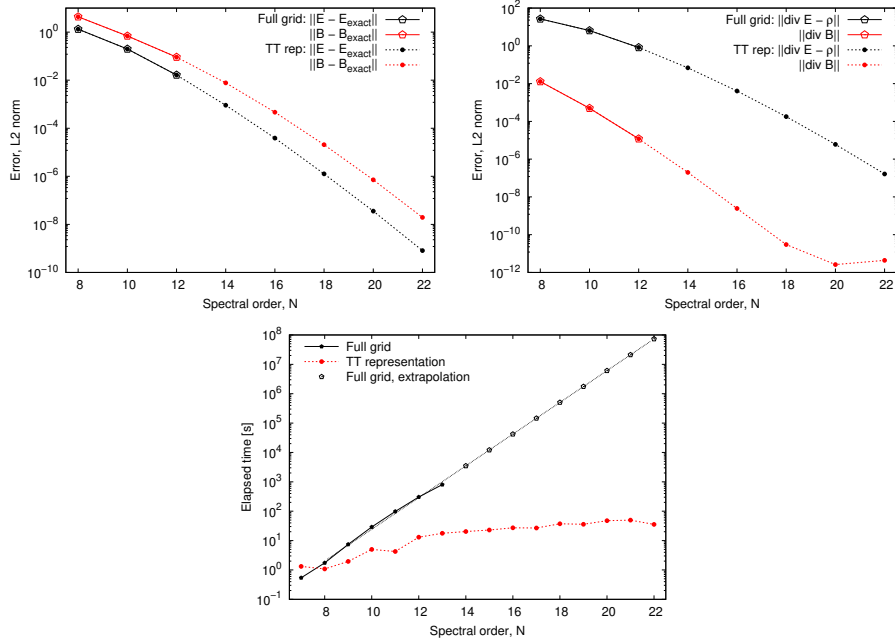 Full grid: ||E − E_exact||
||B − B_exact||
TT rep: ||E − E_exact||
||B − B_exact||
10^0
10^−2
10^−4
10^−6
10^−8
10^−10
Error, L2 norm
8 10 12 14 16 18 20 22
Spectral order, N
Full grid: ||div E − ρ||
||div B||
TT rep: ||div E − ρ||
||div B||
10^2
10^0
10^−2
10^−4
10^−6
10^−8
10^−10
10^−12
Error, L2 norm
8 10 12 14 16 18 20 22
Spectral order, N
Full grid
TT representation
Full grid, extrapolation
10^8
10^7
10^6
10^5
10^4
10^3
10^2
10^1
10^0
10^−1
Elapsed time [s]
8 10 12 14 16 18 20 22
Spectral order, N